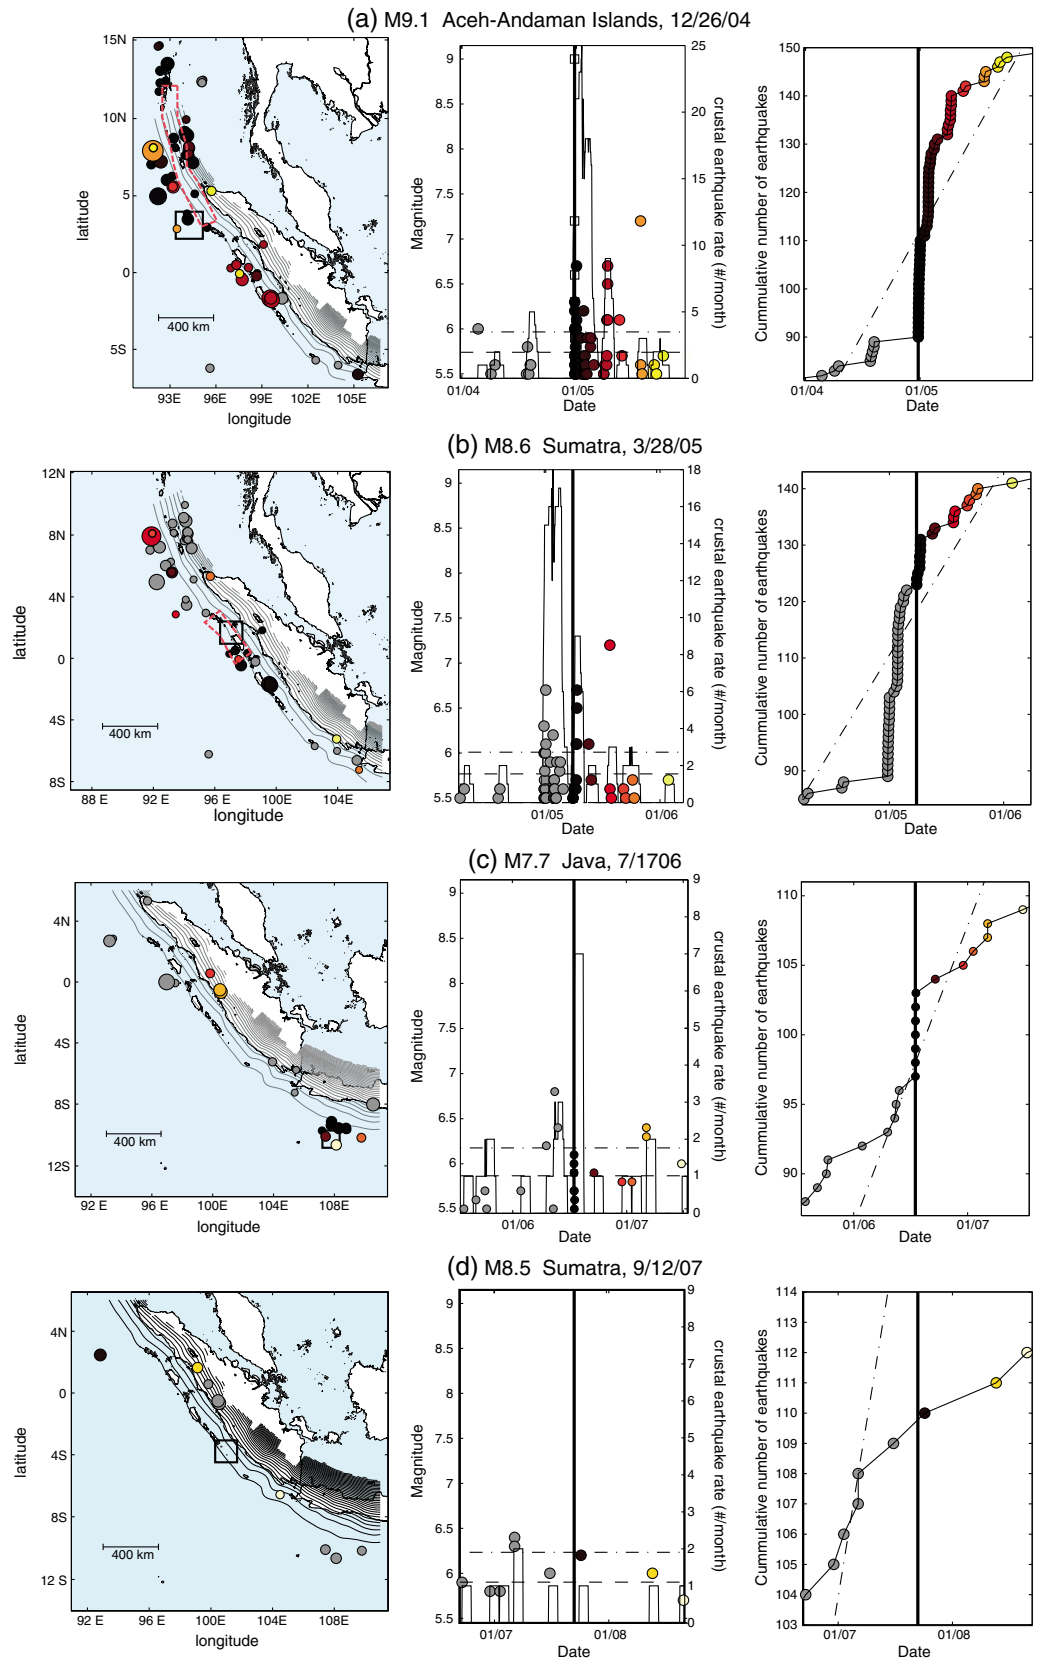 (a) M9.1 Aceh-Andaman Islands, 12/26/04
15N
10N
5
0
5S
latitude
400 km
93E 96E 99E 102E 105E
longitude
9
8.5
8
7.5
7
6.5
6
5.5
Magnitude
25
20
15
10
5
0
crustal earthquake rate (#/month)
01/04 01/05
Date
150
140
130
120
110
100
90
Cummulative number of earthquakes
01/04 01/05
Date
(b) M8.6 Sumatra, 3/28/05
12N
8N
4N
0
4S
8S
latitude
400 km
88 E 92 E 96 E 100 E 104 E
longitude
9
8.5
8
7.5
7
6.5
6
5.5
Magnitude
18
16
14
12
10
8
6
4
2
0
crustal earthquake rate (#/month)
01/05 01/06
Date
140
130
120
110
100
90
Cummulative number of earthquakes
01/05 01/06
Date
(c) M7.7 Java, 7/1706
4N
0
4S
8S
12S
latitude
400 km
92 E 96 E 100 E 104 E 108 E
longitude
9
8.5
8
7.5
7
6.5
6
5.5
Magnitude
9
8
7
6
5
4
3
2
1
0
crustal earthquake rate (#/month)
01/06 01/07
Date
110
105
100
95
90
Cummulative number of earthquakes
01/06 01/07
Date
(d) M8.5 Sumatra, 9/12/07
4N
0
4S
8S
12 S
latitude
400 km
92 E 96 E 100 E 104 E 108 E
longitude
9
8.5
8
7.5
7
6.5
6
5.5
Magnitude
9
8
7
6
5
4
3
2
1
0
crustal earthquake rate (#/month)
01/07 01/08
Date
114
113
112
111
110
109
108
107
106
105
104
103
Cummulative number of earthquakes
01/07 01/08
Date